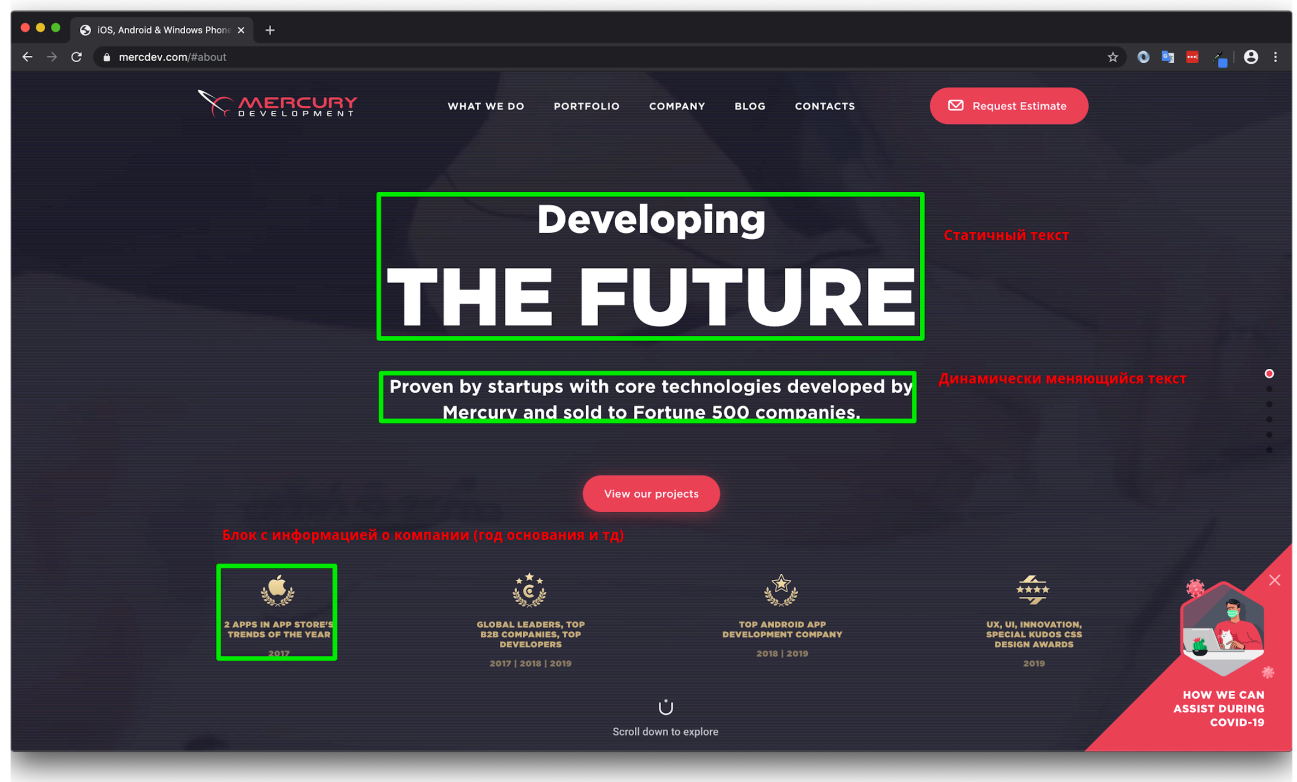 iOS, Android & Windows Phone
mercdev.com/#about
MERCURY
DEVELOPMENT
WHAT WE DO
PORTFOLIO
COMPANY
BLOG
CONTACTS
Request Estimate
Developing
Статичный текст
THE FUTURE
Динамически меняющийся текст
Proven by startups with core technologies developed by
Mercury and sold to Fortune 500 companies.
View our projects
Блок с информацией о компании (год основания и тд)
2 APPS IN APP STORE'S
TRENDS OF THE YEAR
2017
GLOBAL LEADERS, TOP
B2B COMPANIES, TOP
DEVELOPERS
2017 | 2018 | 2019
TOP ANDROID APP
DEVELOPMENT COMPANY
2018 | 2019
UX, UI, INNOVATION,
SPECIAL KUDOS CSS
DESIGN AWARDS
2019
HOW WE CAN
ASSIST DURING
COVID-19
Scroll down to explore